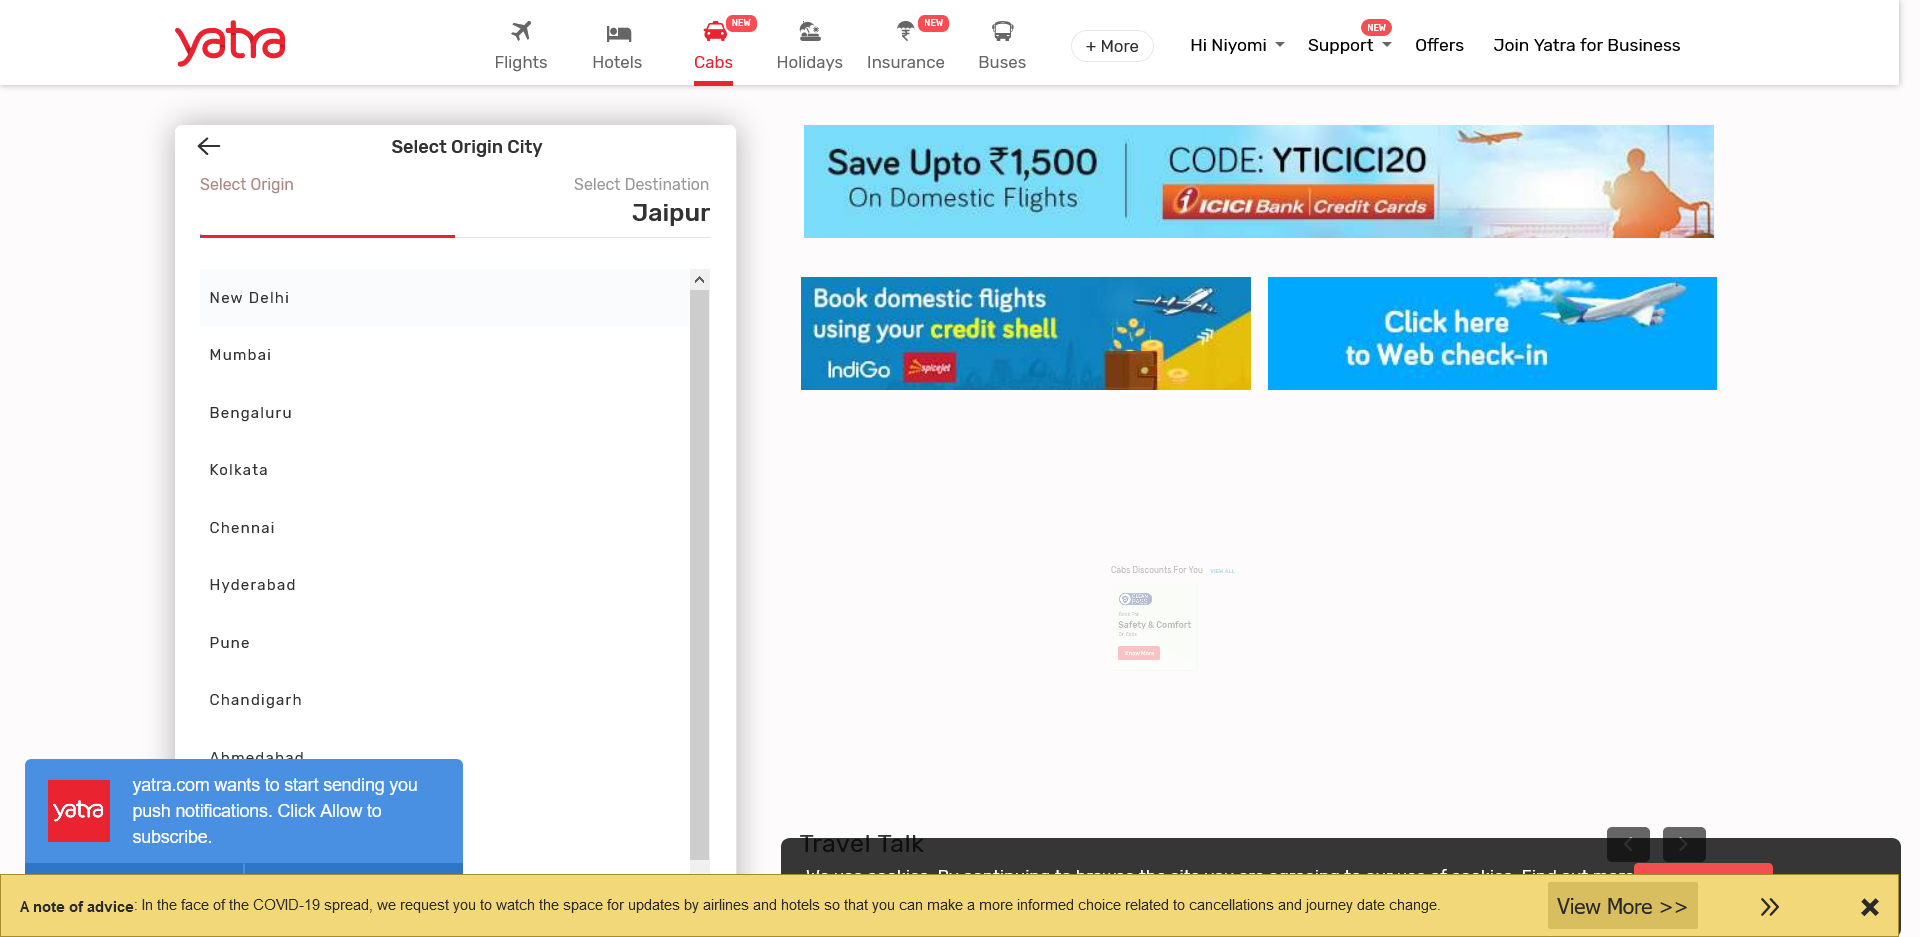 yatra
Flights
Hotels
Cabs
NEW
Holidays
Insurance
NEW
Buses
+ More
Hi Niyomi
Support
NEW
Offers
Join Yatra for Business
Select Origin City
Select Origin
Select Destination
Jaipur
New Delhi
Mumbai
Bengaluru
Kolkata
Chennai
Hyderabad
Pune
Chandigarh
Ahmedabad
Save Upto ₹1,500
On Domestic Flights
CODE: YTICICI20
ICICI Bank Credit Cards
Book domestic flights
using your credit shell
IndiGo
spicejet
Click here
to Web check-in
Cabs Discounts For You
VIEW ALL
Book For
Safety & Comfort
On Cabs
Know More
Travel Talk
yatra
yatra.com wants to start sending you
push notifications. Click Allow to
subscribe.
We use cookies. By continuing to browse the site you are agreeing to our use of cookies. Find out more
A note of advice: In the face of the COVID-19 spread, we request you to watch the space for updates by airlines and hotels so that you can make a more informed choice related to cancellations and journey date change.
View More >>